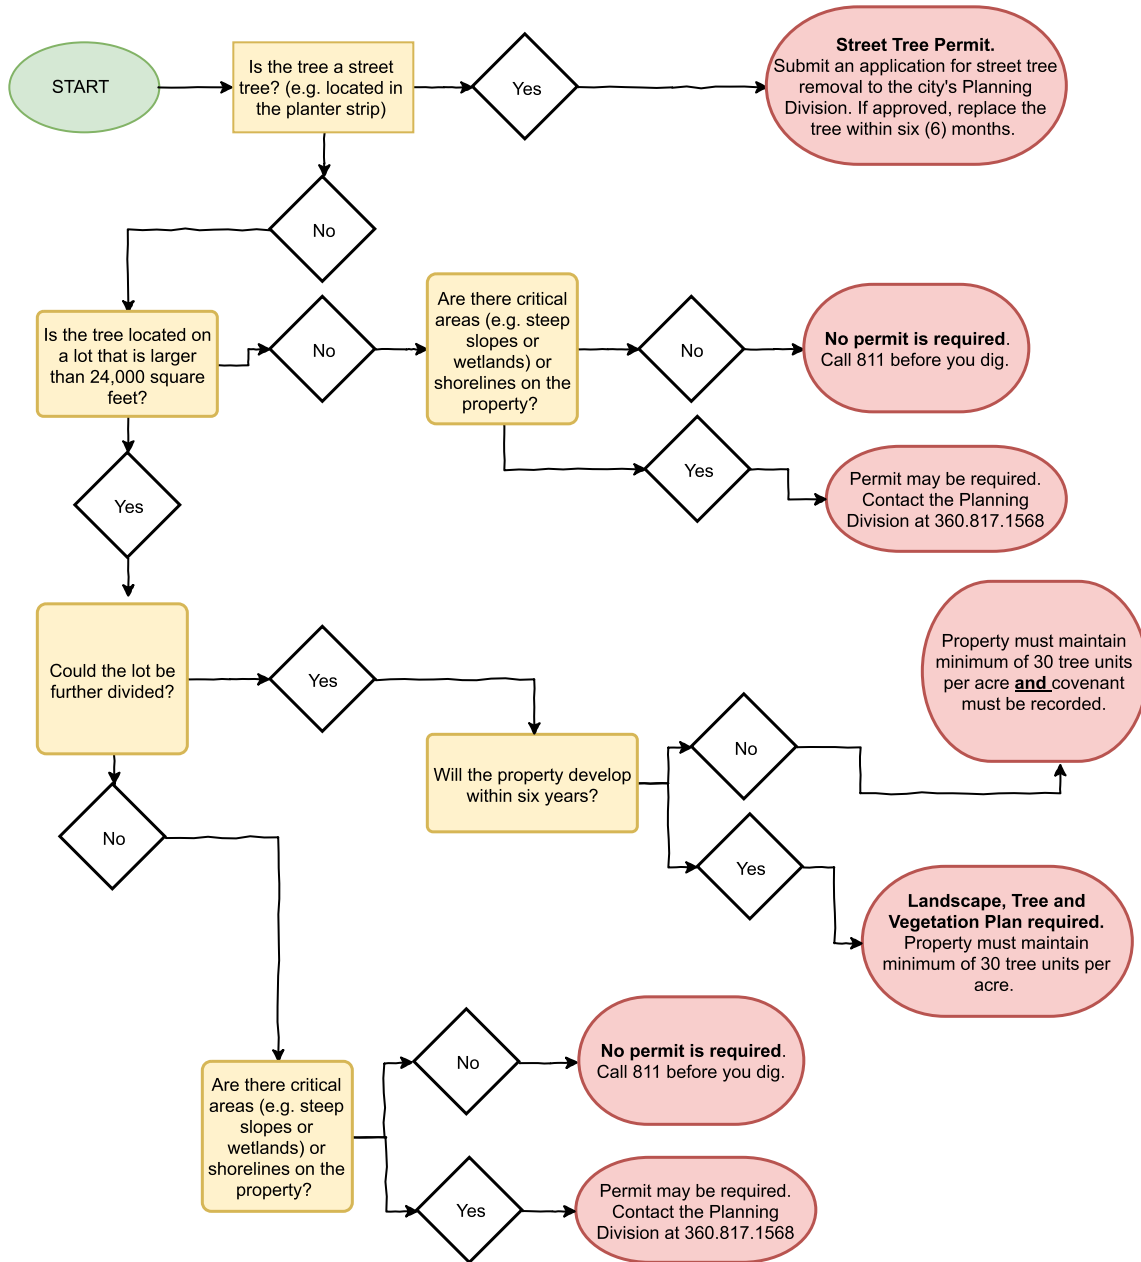 START
Is the tree a street
tree? (e.g. located in
the planter strip)
Yes
Street Tree Permit.
Submit an application for street tree
removal to the city's Planning
Division. If approved, replace the
tree within six (6) months.
No
Is the tree located on
a lot that is larger
than 24,000 square
feet?
No
Are there critical
areas (e.g. steep
slopes or
wetlands) or
shorelines on the
property?
No
No permit is required.
Call 811 before you dig.
Yes
Permit may be required.
Contact the Planning
Division at 360.817.1568
Yes
Could the lot be
further divided?
Yes
Will the property develop
within six years?
No
Property must maintain
minimum of 30 tree units
per acre and covenant
must be recorded.
Yes
Landscape, Tree and
Vegetation Plan required.
Property must maintain
minimum of 30 tree units per
acre.
No
Are there critical
areas (e.g. steep
slopes or
wetlands) or
shorelines on the
property?
No
No permit is required.
Call 811 before you dig.
Yes
Permit may be required.
Contact the Planning
Division at 360.817.1568